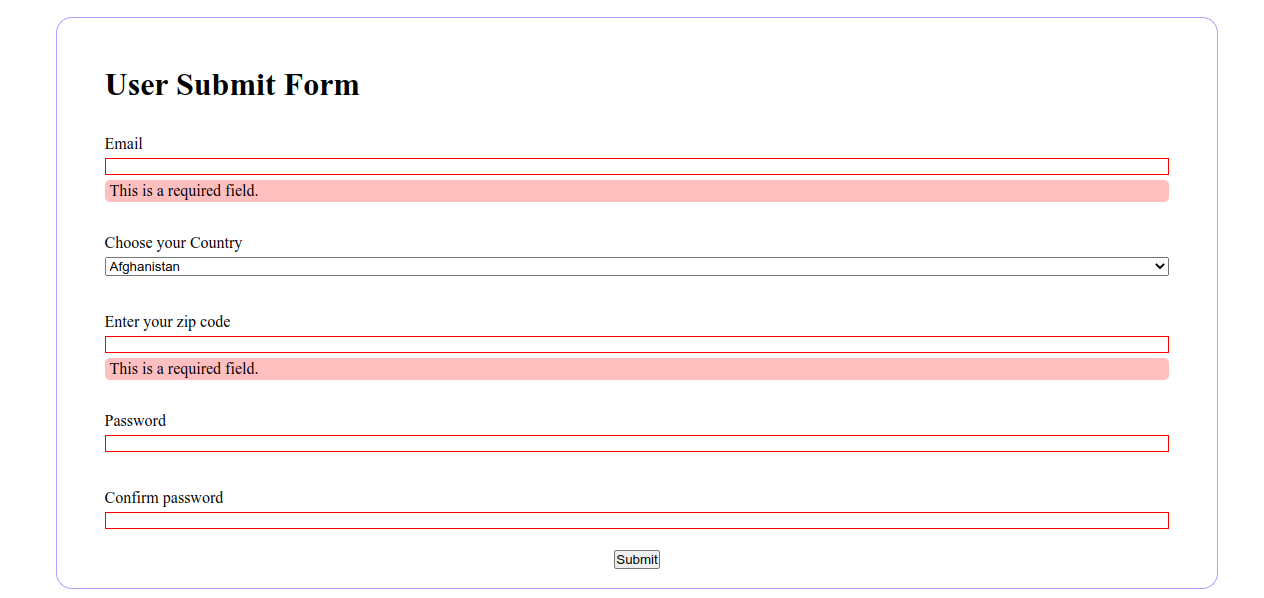 User Submit Form
Email
This is a required field.
Choose your Country
Afghanistan
Enter your zip code
This is a required field.
Password
Confirm password
Submit